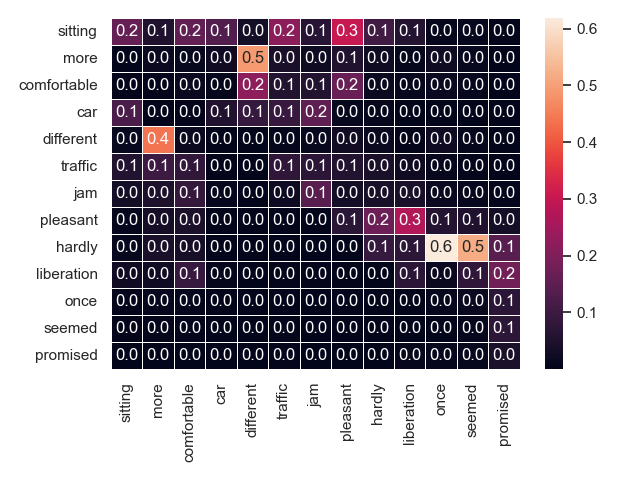 sitting 0.2 0.1 0.2 0.1 0.0 0.2 0.1 0.3 0.1 0.1 0.0 0.0 0.0
more 0.0 0.0 0.0 0.0 0.5 0.0 0.0 0.1 0.0 0.0 0.0 0.0 0.0
comfortable 0.0 0.0 0.0 0.0 0.2 0.1 0.1 0.2 0.0 0.0 0.0 0.0 0.0
car 0.1 0.0 0.0 0.1 0.1 0.1 0.2 0.0 0.0 0.0 0.0 0.0 0.0
different 0.0 0.4 0.0 0.0 0.0 0.0 0.0 0.0 0.0 0.0 0.0 0.0 0.0
traffic 0.1 0.1 0.1 0.0 0.0 0.1 0.1 0.1 0.0 0.0 0.0 0.0 0.0
jam 0.0 0.0 0.1 0.0 0.0 0.0 0.1 0.0 0.0 0.0 0.0 0.0 0.0
pleasant 0.0 0.0 0.0 0.0 0.0 0.0 0.0 0.1 0.2 0.3 0.1 0.1 0.0
hardly 0.0 0.0 0.0 0.0 0.0 0.0 0.0 0.0 0.1 0.1 0.6 0.5 0.1
liberation 0.0 0.0 0.1 0.0 0.0 0.0 0.0 0.0 0.0 0.1 0.0 0.1 0.2
once 0.0 0.0 0.0 0.0 0.0 0.0 0.0 0.0 0.0 0.0 0.0 0.0 0.1
seemed 0.0 0.0 0.0 0.0 0.0 0.0 0.0 0.0 0.0 0.0 0.0 0.0 0.1
promised 0.0 0.0 0.0 0.0 0.0 0.0 0.0 0.0 0.0 0.0 0.0 0.0 0.0
sitting more comfortable car different traffic jam pleasant hardly liberation once seemed promised
0.6
0.5
0.4
0.3
0.2
0.1